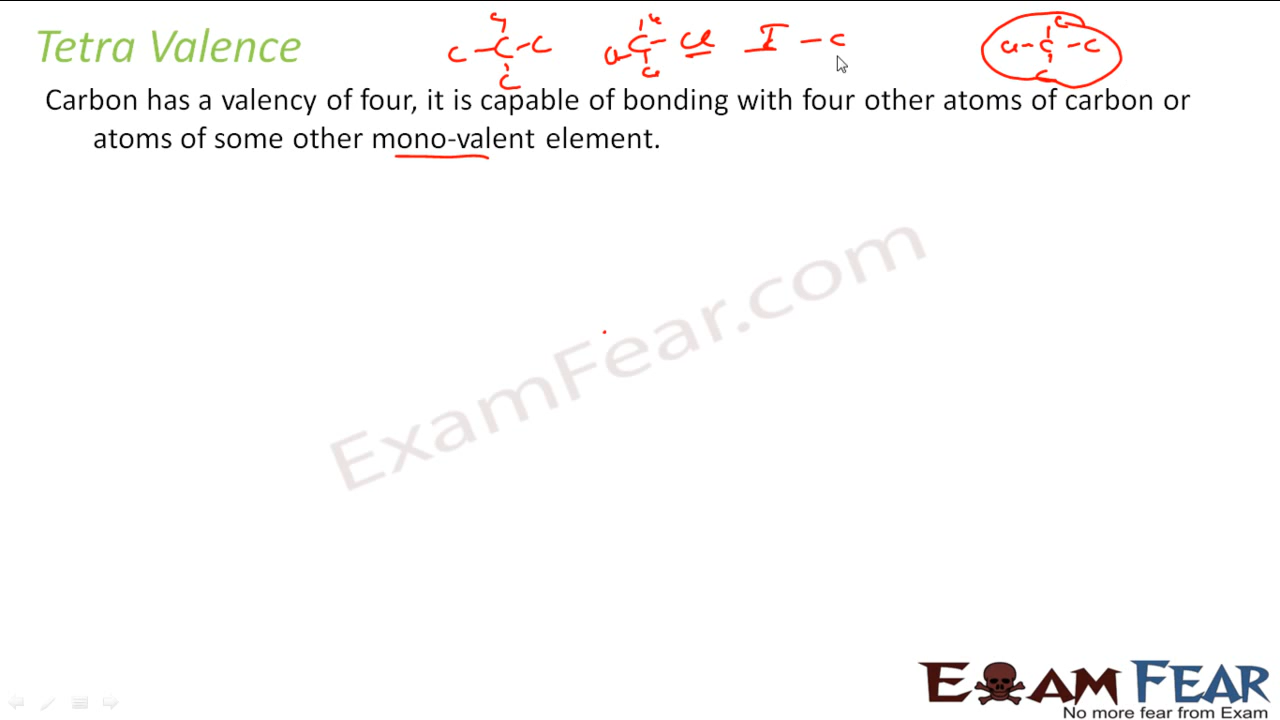 Tetra Valence
C - C - C
C
Cl
I - C
C
Carbon has a valency of four, it is capable of bonding with four other atoms of carbon or
atoms of some other mono-valent element.
ExamFear.com
EXAM FEAR
No more fear from Exam